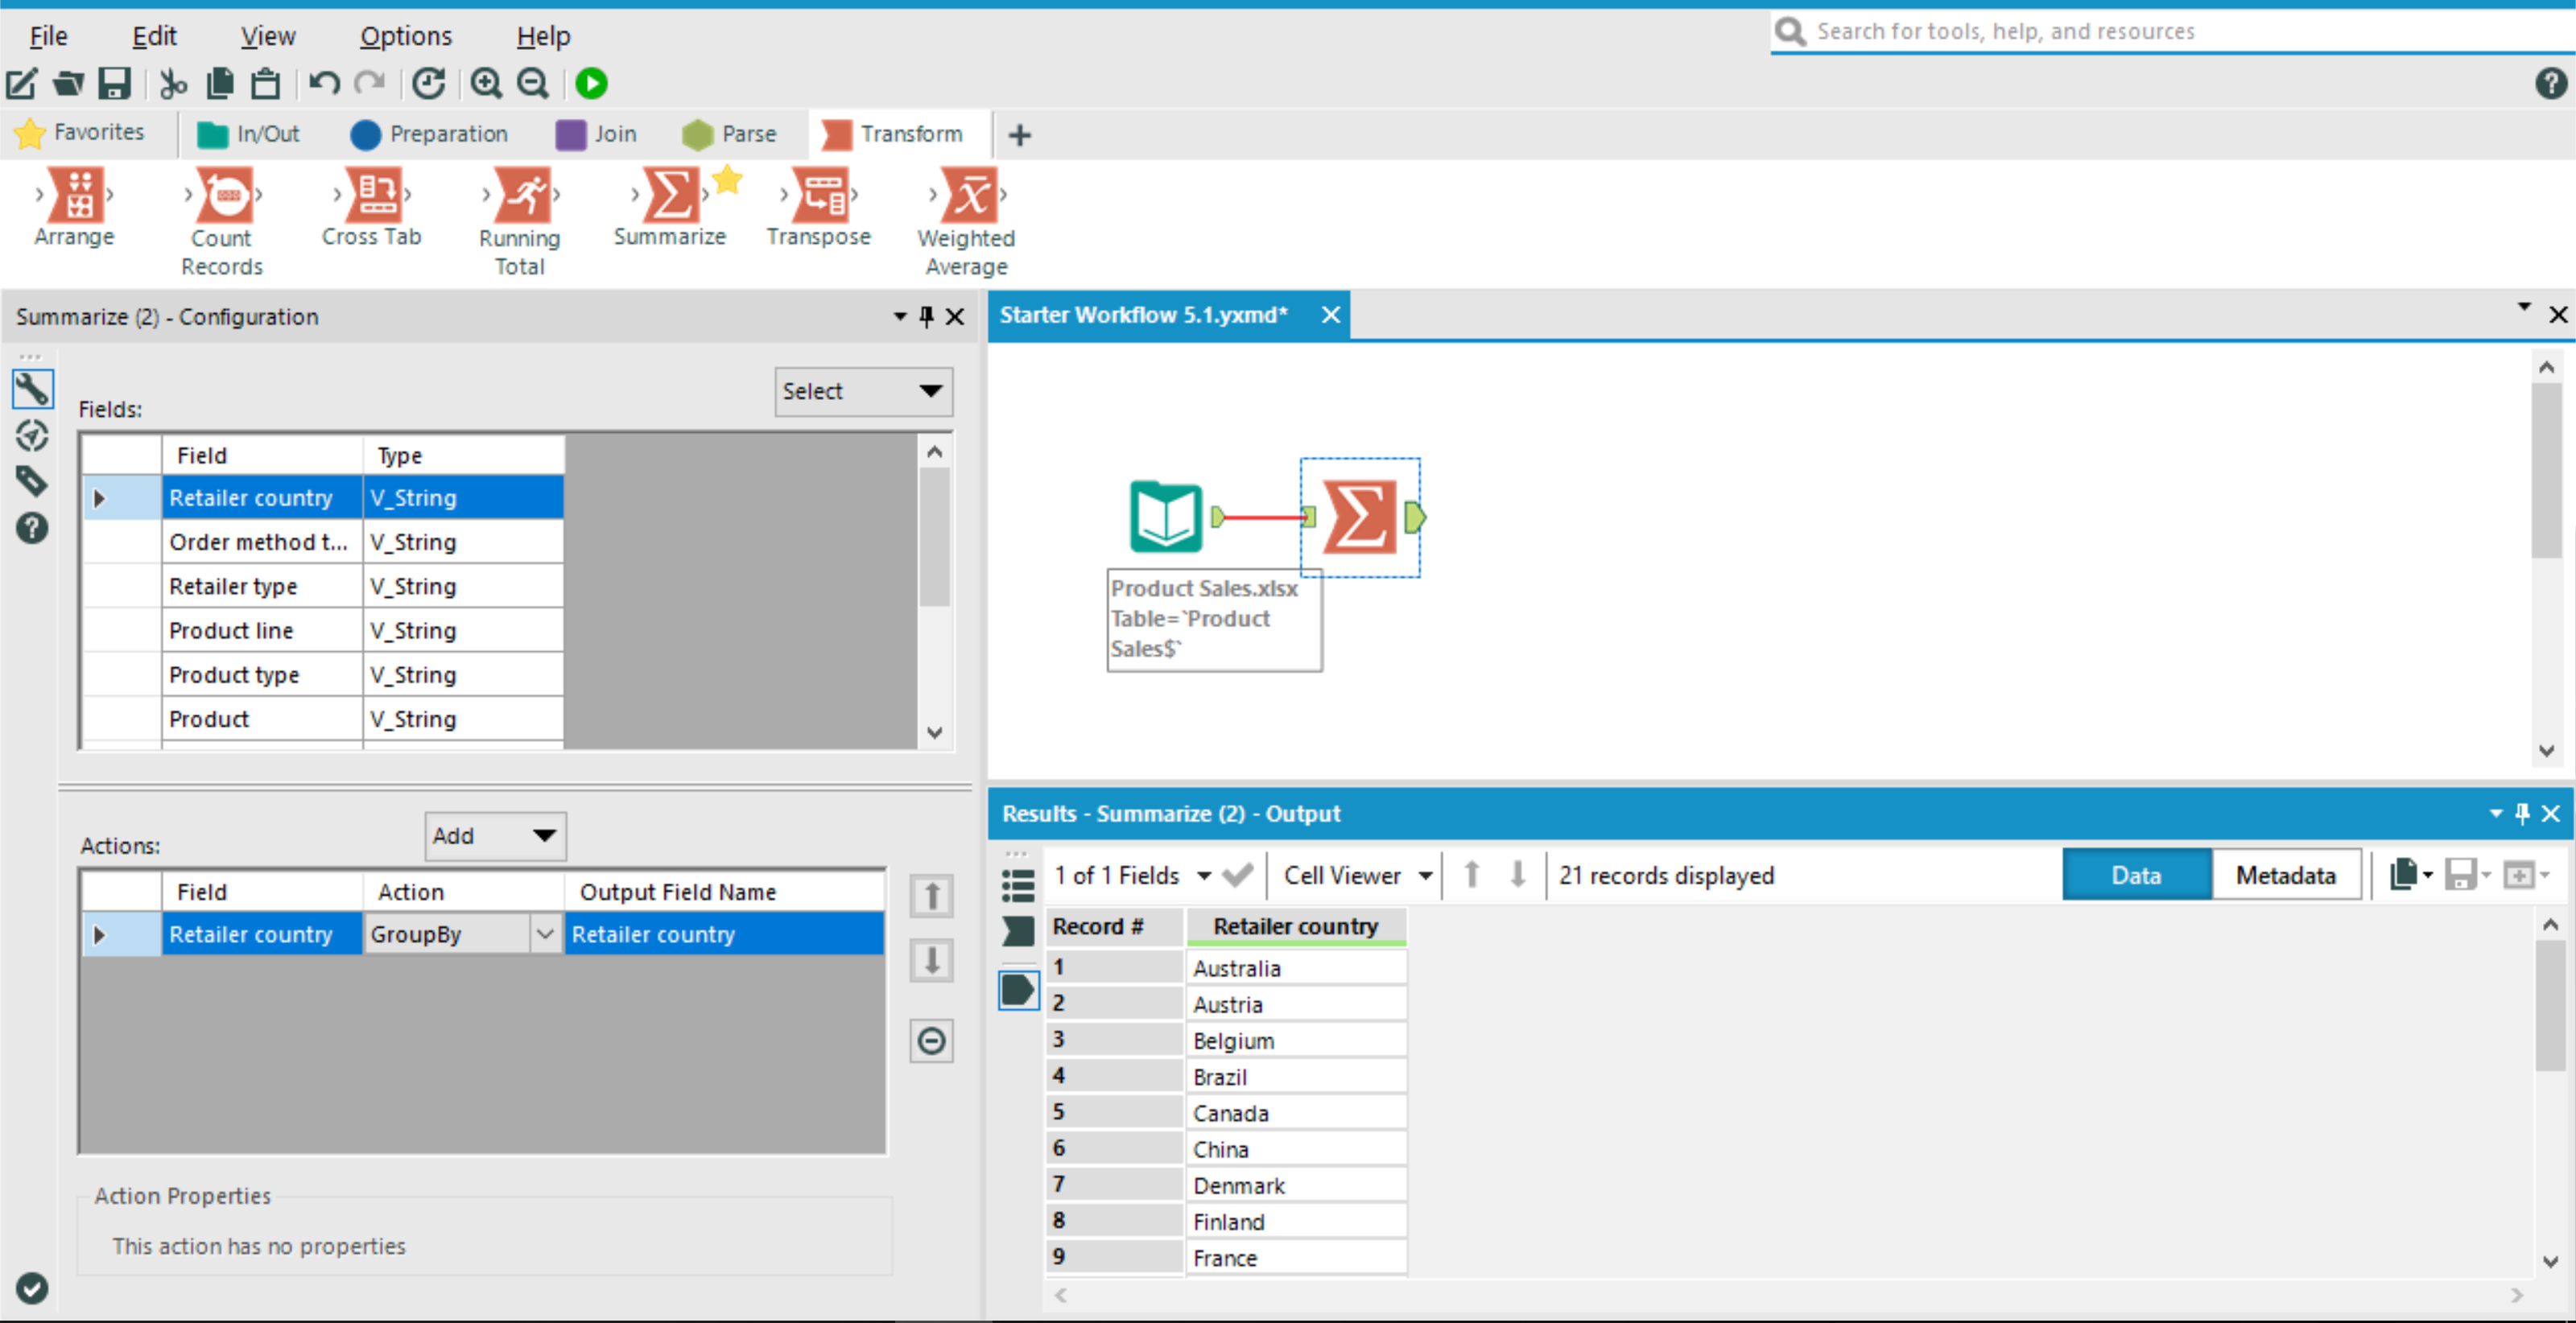 File Edit View Options Help
Search for tools, help, and resources
Favorites In/Out Preparation Join Parse Transform
Arrange Count Records Cross Tab Running Total Summarize Transpose Weighted Average
Summarize (2) - Configuration
Select
Fields:
Field Type
Retailer country V_String
Order method t... V_String
Retailer type V_String
Product line V_String
Product type V_String
Product V_String
Add
Actions:
Field Action Output Field Name
Retailer country GroupBy Retailer country
Action Properties
This action has no properties
Starter Workflow 5.1.yxmd*
Product Sales.xlsx
Table=`Product
Sales$`
Results - Summarize (2) - Output
1 of 1 Fields Cell Viewer 21 records displayed Data Metadata
Record # Retailer country
1 Australia
2 Austria
3 Belgium
4 Brazil
5 Canada
6 China
7 Denmark
8 Finland
9 France